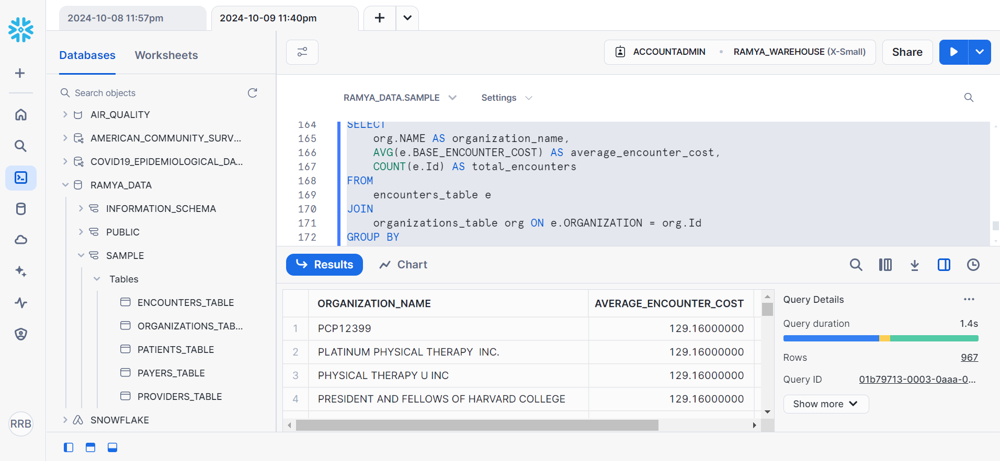 2024-10-08 11:57pm
2024-10-09 11:40pm
Databases
Worksheets
ACCOUNTADMIN
RAMYA_WAREHOUSE (X-Small)
Share
Search objects
AIR_QUALITY
AMERICAN_COMMUNITY_SURV...
COVID19_EPIDEMIOLOGICAL_DA...
RAMYA_DATA
INFORMATION_SCHEMA
PUBLIC
SAMPLE
Tables
ENCOUNTERS_TABLE
ORGANIZATIONS_TAB...
PATIENTS_TABLE
PAYERS_TABLE
PROVIDERS_TABLE
SNOWFLAKE
RRB
RAMYA_DATA.SAMPLE
Settings
164 SELECT
165 org.NAME AS organization_name,
166 AVG(e.BASE_ENCOUNTER_COST) AS average_encounter_cost,
167 COUNT(e.Id) AS total_encounters
168 FROM
169 encounters_table e
170 JOIN
171 organizations_table org ON e.ORGANIZATION = org.Id
172 GROUP BY
Results
Chart
ORGANIZATION_NAME AVERAGE_ENCOUNTER_COST
1 PCP12399 129.16000000
2 PLATINUM PHYSICAL THERAPY  INC. 129.16000000
3 PHYSICAL THERAPY U INC 129.16000000
4 PRESIDENT AND FELLOWS OF HARVARD COLLEGE 129.16000000
Query Details
Query duration 1.4s
Rows 967
Query ID 01b79713-0003-0aaa-0...
Show more